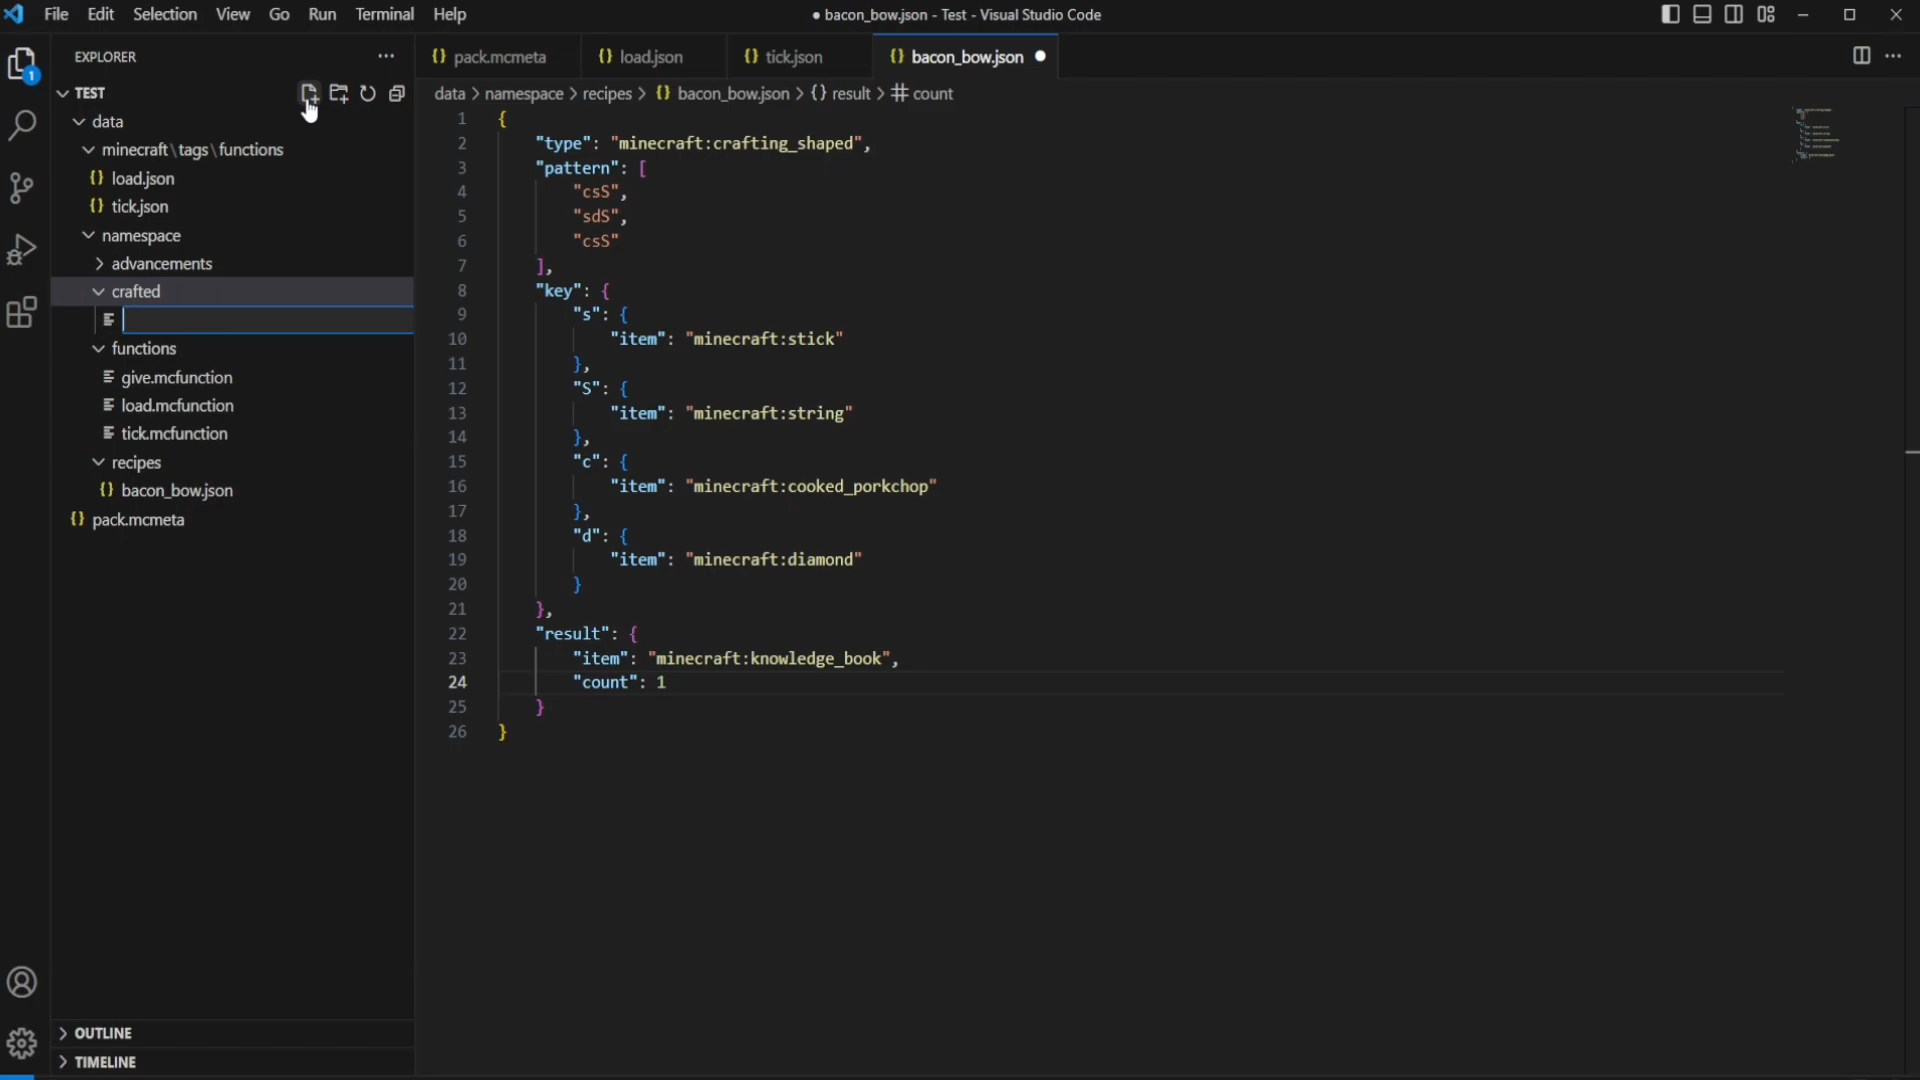 File Edit Selection View Go Run Terminal Help
● bacon_bow.json - Test - Visual Studio Code
EXPLORER
TEST
data
minecraft\tags\functions
{} load.json
{} tick.json
namespace
advancements
crafted
functions
give.mcfunction
load.mcfunction
tick.mcfunction
recipes
{} bacon_bow.json
{} pack.mcmeta
OUTLINE
TIMELINE
1
{} pack.mcmeta {} load.json {} tick.json {} bacon_bow.json ●
data > namespace > recipes > {} bacon_bow.json > {} result > # count
1 {
2 "type": "minecraft:crafting_shaped",
3 "pattern": [
4 "csS",
5 "sdS",
6 "csS"
7 ],
8 "key": {
9 "s": {
10 "item": "minecraft:stick"
11 },
12 "S": {
13 "item": "minecraft:string"
14 },
15 "c": {
16 "item": "minecraft:cooked_porkchop"
17 },
18 "d": {
19 "item": "minecraft:diamond"
20 }
21 },
22 "result": {
23 "item": "minecraft:knowledge_book",
24 "count": 1
25 }
26 }